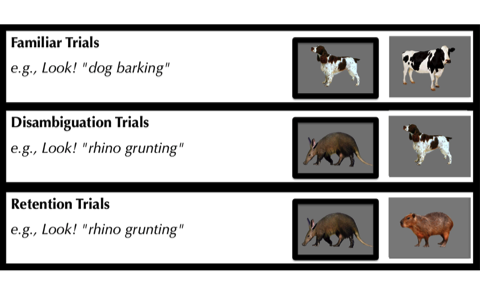 Familiar Trials
e.g., Look! "dog barking"
Disambiguation Trials
e.g., Look! "rhino grunting"
Retention Trials
e.g., Look! "rhino grunting"